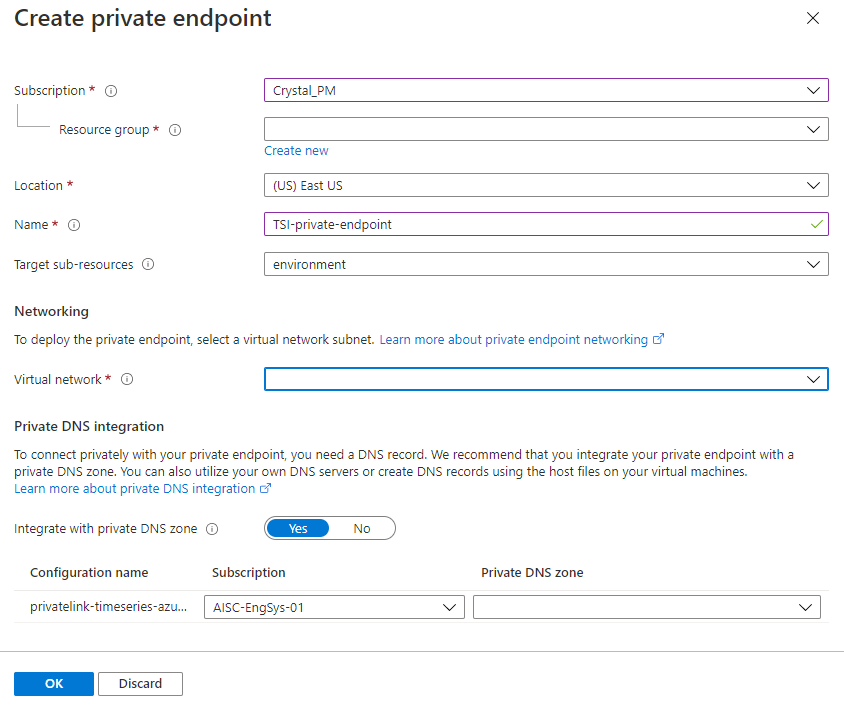 Create private endpoint
Subscription *
Crystal_PM
Resource group *
Create new
Location *
(US) East US
Name *
TSI-private-endpoint
Target sub-resources
environment
Networking
To deploy the private endpoint, select a virtual network subnet. Learn more about private endpoint networking
Virtual network *
Private DNS integration
To connect privately with your private endpoint, you need a DNS record. We recommend that you integrate your private endpoint with a
private DNS zone. You can also utilize your own DNS servers or create DNS records using the host files on your virtual machines.
Learn more about private DNS integration
Integrate with private DNS zone
Yes No
Configuration name Subscription Private DNS zone
privatelink-timeseries-azu... AISC-EngSys-01
OK Discard